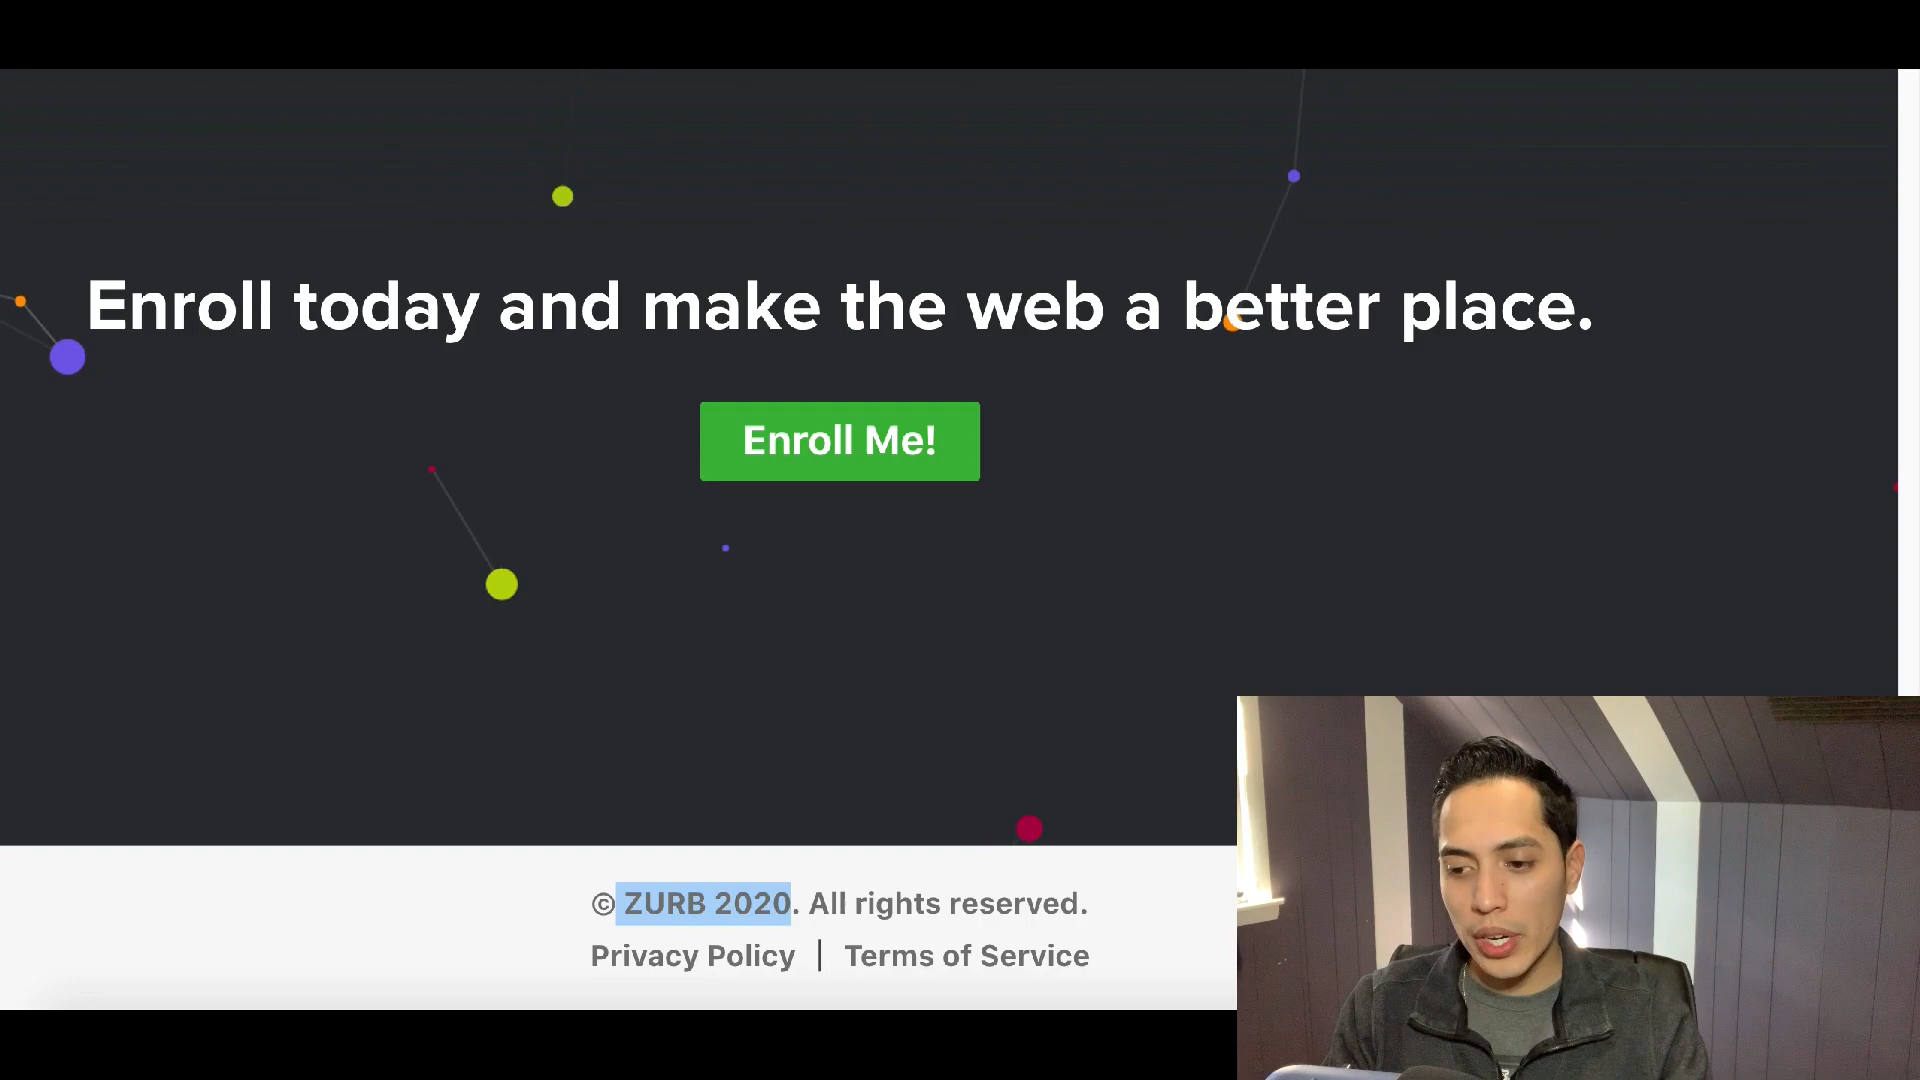 Enroll today and make the web a better place.
Enroll Me!
© ZURB 2020. All rights reserved.
Privacy Policy | Terms of Service